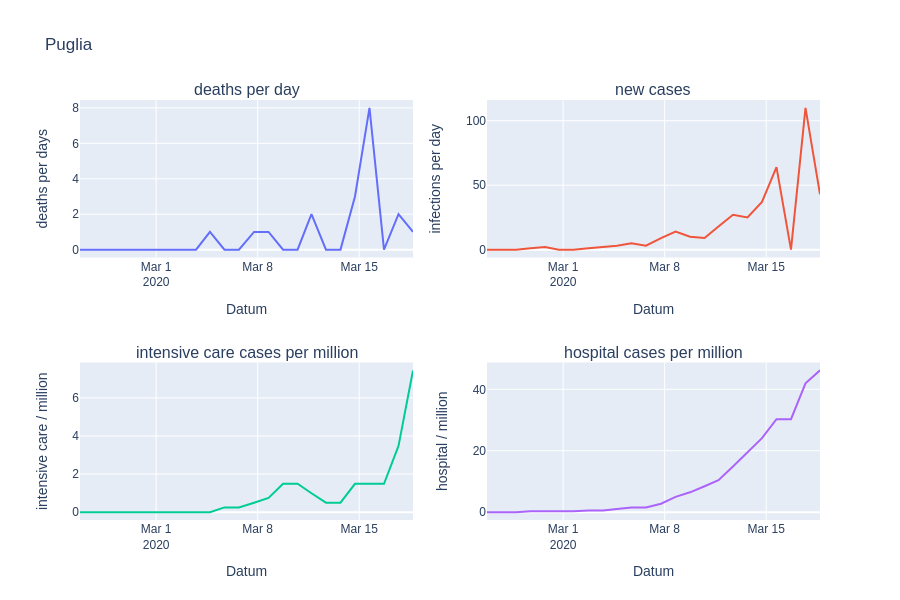 Puglia
deaths per day
deaths per days
8
6
4
2
0
Mar 1
2020
Mar 8
Mar 15
Datum
new cases
infections per day
100
50
0
Mar 1
2020
Mar 8
Mar 15
Datum
intensive care cases per million
intensive care / million
6
4
2
0
Mar 1
2020
Mar 8
Mar 15
Datum
hospital cases per million
hospital / million
40
20
0
Mar 1
2020
Mar 8
Mar 15
Datum